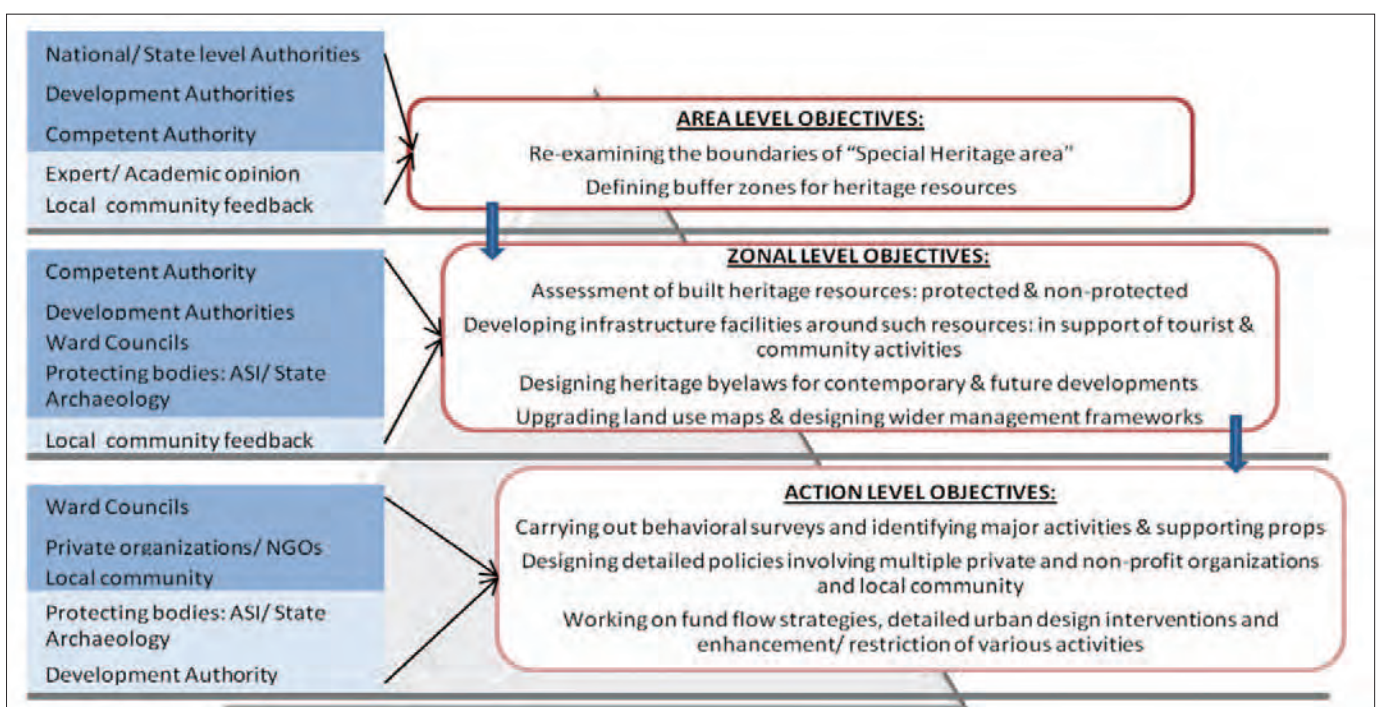 National/ State level Authorities
Development Authorities
Competent Authority
Expert/ Academic opinion
Local community feedback
AREA LEVEL OBJECTIVES:
Re-examining the boundaries of “Special Heritage area”
Defining buffer zones for heritage resources
Competent Authority
Development Authorities
Ward Councils
Protecting bodies: ASI/ State
Archaeology
Local community feedback
ZONAL LEVEL OBJECTIVES:
Assessment of built heritage resources: protected & non-protected
Developing infrastructure facilities around such resources: in support of tourist &
community activities
Designing heritage byelaws for contemporary & future developments
Upgrading land use maps & designing wider management frameworks
Ward Councils
Private organizations/ NGOs
Local community
Protecting bodies: ASI/ State
Archaeology
Development Authority
ACTION LEVEL OBJECTIVES:
Carrying out behavioral surveys and identifying major activities & supporting props
Designing detailed policies involving multiple private and non-profit organizations
and local community
Working on fund flow strategies, detailed urban design interventions and
enhancement/ restriction of various activities